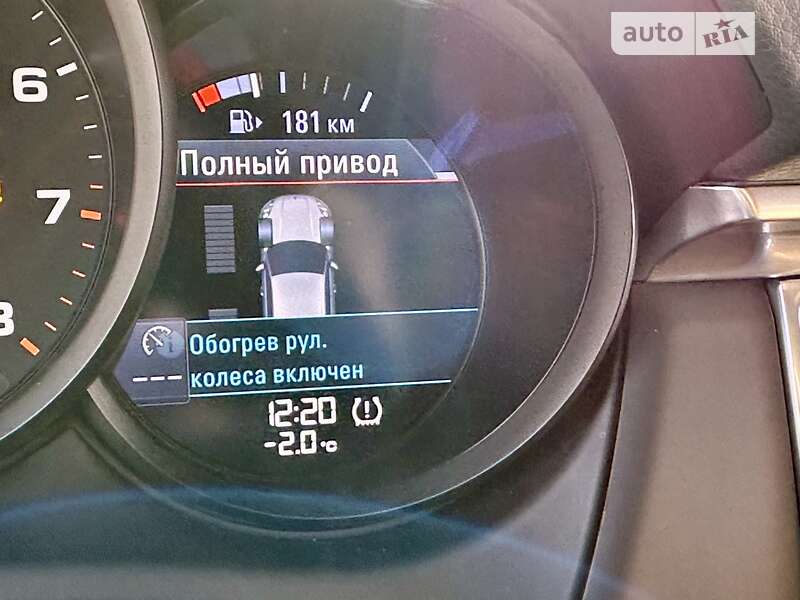 auto RIA
6
181 км
Полный привод
7
8
Обогрев рул.
--- колеса включен
12:20
-2.0°C